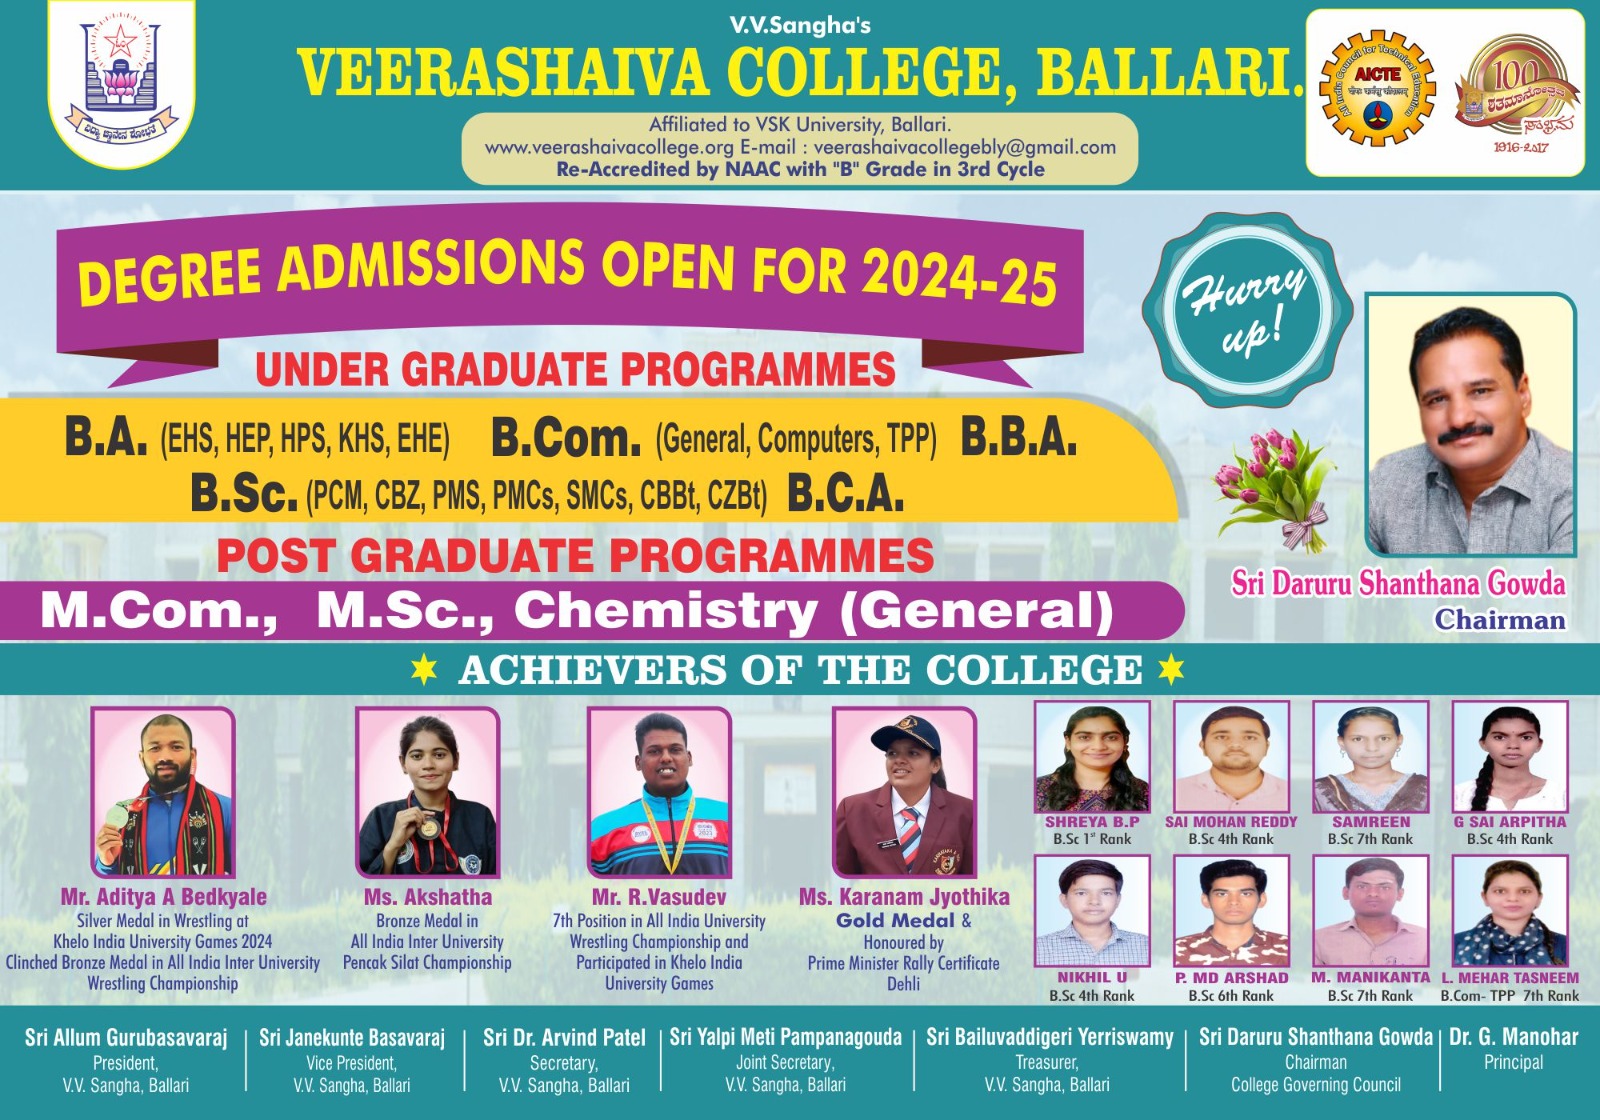 V.V.Sangha's
VEERASHAIVA COLLEGE, BALLARI.
Affiliated to VSK University, Ballari.
www.veerashaivacollege.org E-mail : veerashaivacollegebly@gmail.com
Re-Accredited by NAAC with "B" Grade in 3rd Cycle
All India Council for Technical Education
AICTE
100
ಶತಮಾನೋತ್ಸವ
ಸಂಭ್ರಮ
1916-2017
DEGREE ADMISSIONS OPEN FOR 2024-25
Hurry
up!
UNDER GRADUATE PROGRAMMES
B.A. (EHS, HEP, HPS, KHS, EHE) B.Com. (General, Computers, TPP) B.B.A.
B.Sc. (PCM, CBZ, PMS, PMCs, SMCs, CBBt, CZBt) B.C.A.
POST GRADUATE PROGRAMMES
M.Com., M.Sc., Chemistry (General)
Sri Daruru Shanthana Gowda
Chairman
ACHIEVERS OF THE COLLEGE
Mr. Aditya A Bedkyale
Silver Medal in Wrestling at
Khelo India University Games 2024
Clinched Bronze Medal in All India Inter University
Wrestling Championship
Ms. Akshatha
Bronze Medal in
All India Inter University
Pencak Silat Championship
Mr. R.Vasudev
7th Position in All India University
Wrestling Championship and
Participated in Khelo India
University Games
Ms. Karanam Jyothika
Gold Medal &
Honoured by
Prime Minister Rally Certificate
Dehli
SHREYA B.P
B.Sc 1st Rank
SAI MOHAN REDDY
B.Sc 4th Rank
SAMREEN
B.Sc 7th Rank
G SAI ARPITHA
B.Sc 4th Rank
NIKHIL U
B.Sc 4th Rank
P. MD ARSHAD
B.Sc 6th Rank
M. MANIKANTA
B.Sc 7th Rank
L. MEHAR TASNEEM
B.Com- TPP 7th Rank
Sri Allum Gurubasavaraj
President,
V.V. Sangha, Ballari
Sri Janekunte Basavaraj
Vice President,
V.V. Sangha, Ballari
Sri Dr. Arvind Patel
Secretary,
V.V. Sangha, Ballari
Sri Yalpi Meti Pampanagouda
Joint Secretary,
V.V. Sangha, Ballari
Sri Bailuvaddigeri Yerriswamy
Treasurer,
V.V. Sangha, Ballari
Sri Daruru Shanthana Gowda
Chairman
College Governing Council
Dr. G. Manohar
Principal